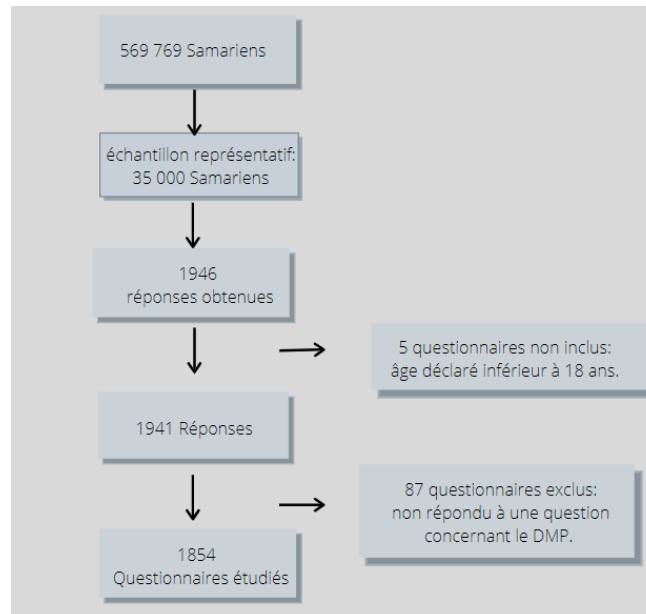 569 769 Samariens
échantillon représentatif:
35 000 Samariens
1946
réponses obtenues
5 questionnaires non inclus:
âge déclaré inférieur à 18 ans.
1941 Réponses
87 questionnaires exclus:
non répondu à une question
concernant le DMP.
1854
Questionnaires étudiés